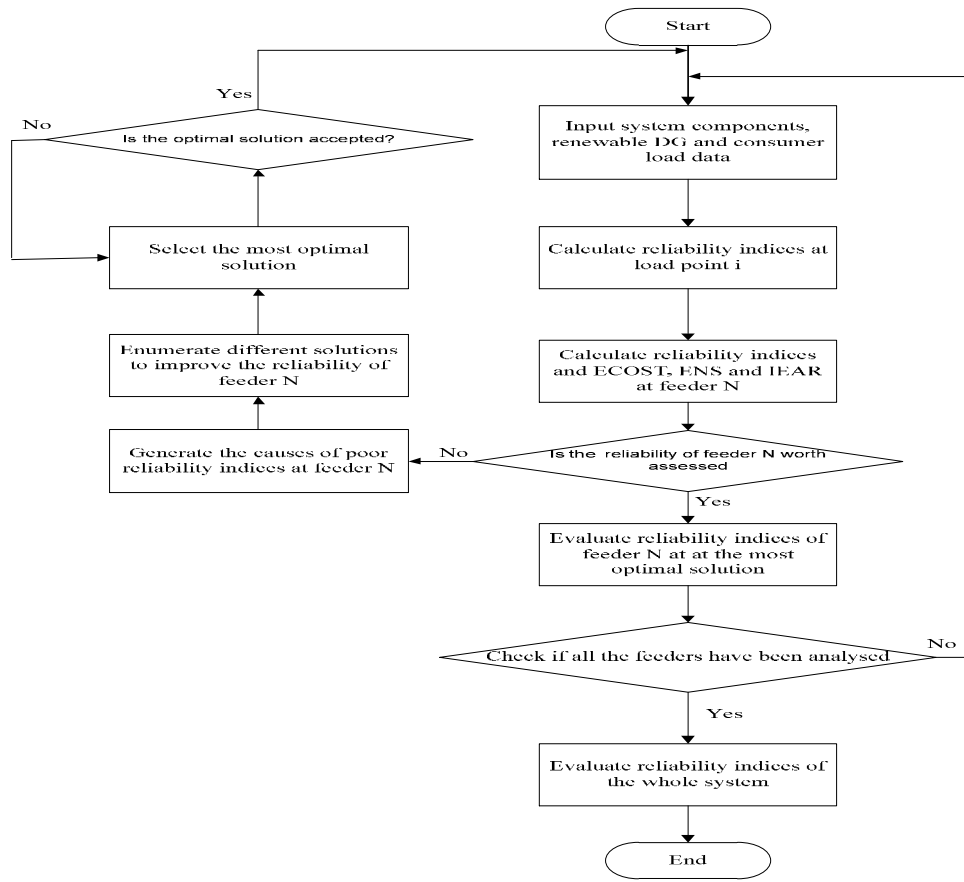 Start
Yes
No
Is the optimal solution accepted?
Input system components,
renewable DG and consumer
load data
Select the most optimal
solution
Calculate reliability indices at
load point i
Enumerate different solutions
to improve the reliability of
feeder N
Calculate reliability indices
and ECOST, ENS and IEAR
at feeder N
Generate the causes of poor
reliability indices at feeder N
No
Is the reliability of feeder N worth
assessed
Yes
Evaluate reliability indices of
feeder N at at the most
optimal solution
Check if all the feeders have been analysed
No
Yes
Evaluate reliability indices of
the whole system
End